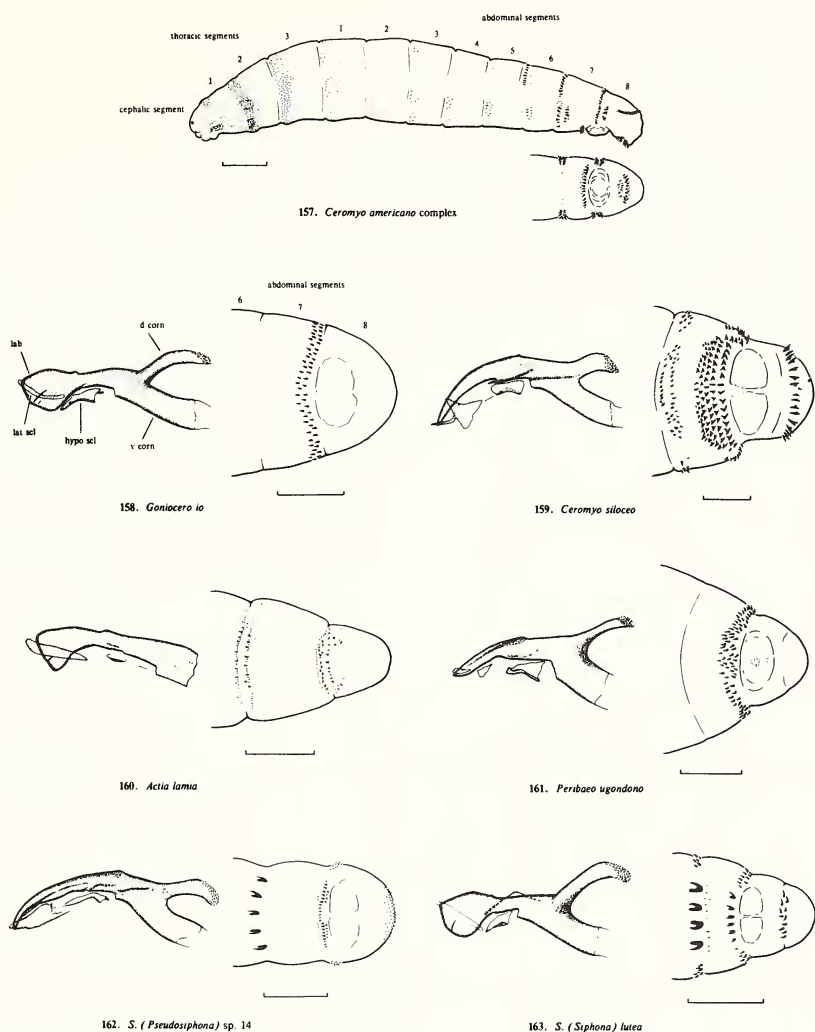 abdominal segments
thoracic segments
3 1 2 3 4 5 6 7 8
2
1
cephalic segment
157. Ceromyo americano complex
abdominal segments
6 7 8
d corn
lab
lat scl
hypo scl
v corn
158. Goniocero io
159. Ceromyo siloceo
160. Actia lamia
161. Peribaeo ugondono
162. S. (Pseudosiphona) sp. 14
163. S. (Siphona) lutea